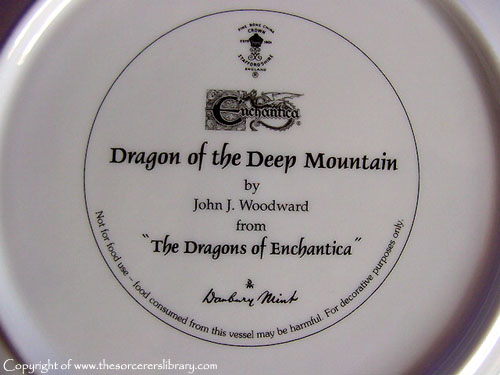 FINE BONE CHINA
CROWN
STAFFORDSHIRE
ENGLAND
®
Enchantica
Dragon of the Deep Mountain
by
John J. Woodward
from
"The Dragons of Enchantica"
Danbury Mint
Not for food use – food consumed from this vessel may be harmful. For decorative purposes only.
Copyright of www.thesorcererslibrary.com